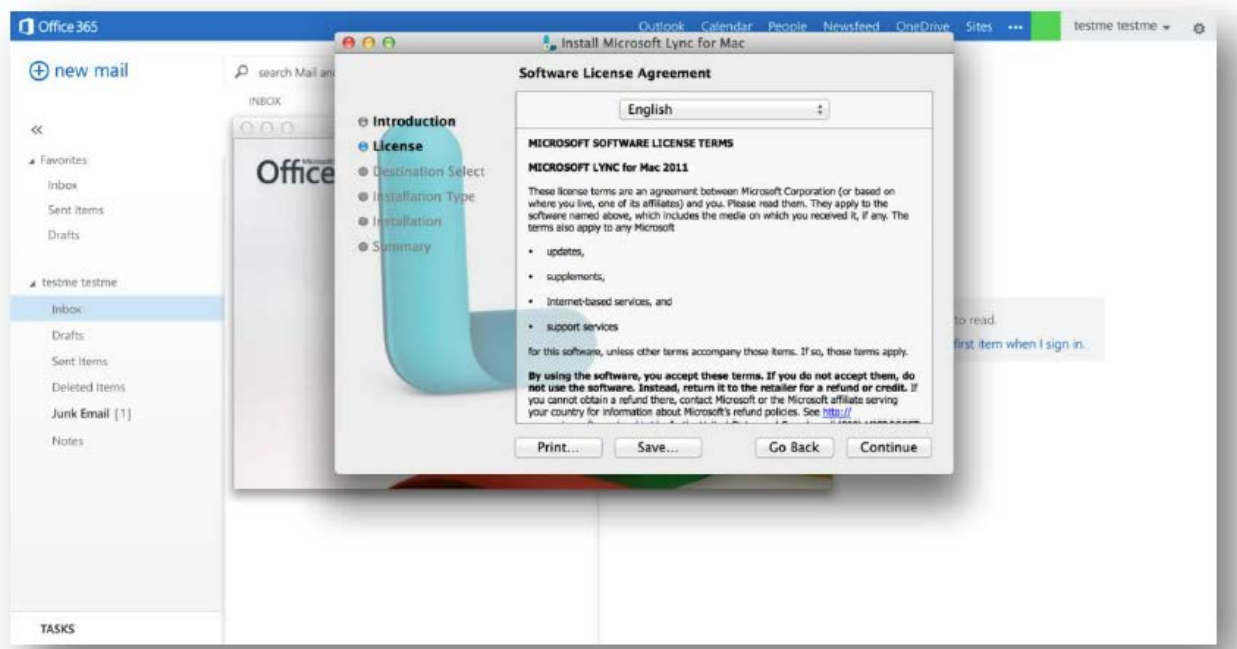 Office 365
Outlook Calendar People Newsfeed OneDrive Sites ••• testme testme
new mail
search Mail an
INBOX
«
Favorites
Inbox
Sent Items
Drafts
testme testme
Inbox
Drafts
Sent Items
Deleted Items
Junk Email [1]
Notes
TASKS
Office
Install Microsoft Lync for Mac
Software License Agreement
Introduction
License
Destination Select
Installation Type
Installation
Summary
English
MICROSOFT SOFTWARE LICENSE TERMS
MICROSOFT LYNC for Mac 2011
These license terms are an agreement between Microsoft Corporation (or based on
where you live, one of its affiliates) and you. Please read them. They apply to the
software named above, which includes the media on which you received it, if any. The
terms also apply to any Microsoft
• updates,
• supplements,
• Internet-based services, and
• support services
for this software, unless other terms accompany those items. If so, those terms apply.
By using the software, you accept these terms. If you do not accept them, do
not use the software. Instead, return it to the retailer for a refund or credit. If
you cannot obtain a refund there, contact Microsoft or the Microsoft affiliate serving
your country for information about Microsoft's refund policies. See http://
Print... Save... Go Back Continue
to read.
first item when I sign in.